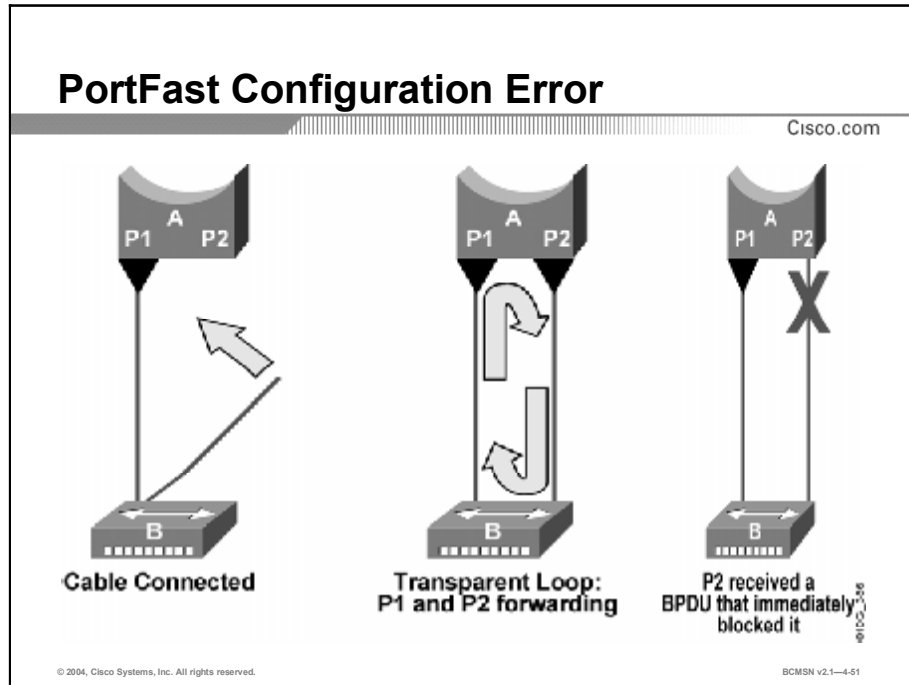 PortFast Configuration Error
Cisco.com
A
P1 P2
B
Cable Connected
A
P1 P2
B
Transparent Loop:
P1 and P2 forwarding
A
P1 P2
X
B
P2 received a
BPDU that immediately
blocked it
© 2004, Cisco Systems, Inc. All rights reserved.
BCMSN v2.1—4-51